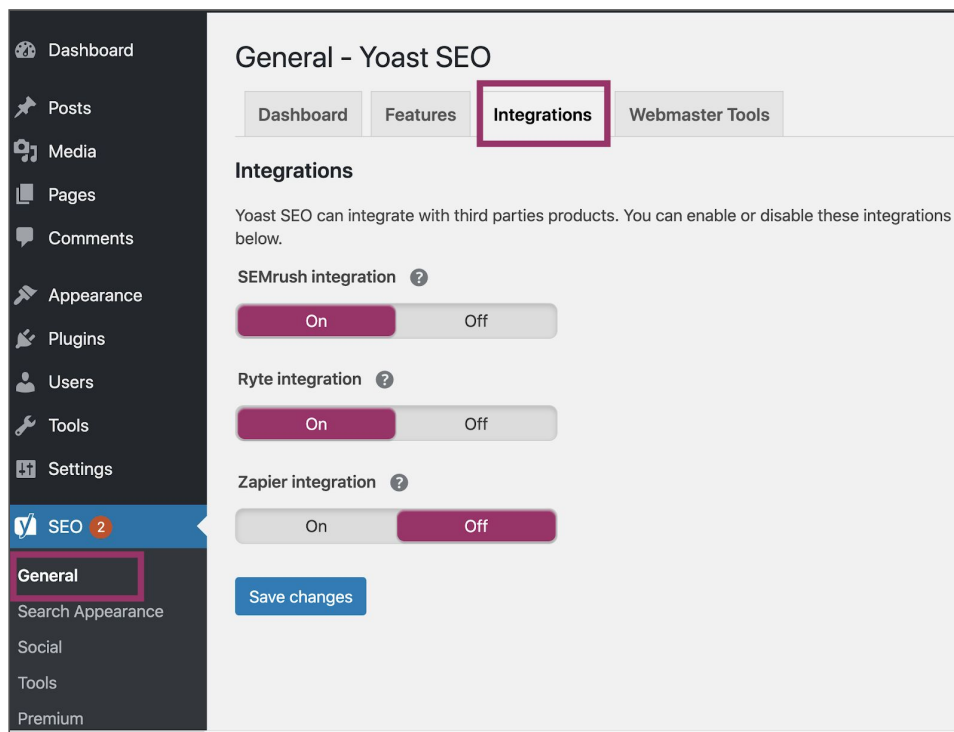 Dashboard
Posts
Media
Pages
Comments
Appearance
Plugins
Users
Tools
Settings
SEO 2
General
Search Appearance
Social
Tools
Premium
General - Yoast SEO
Dashboard Features Integrations Webmaster Tools
Integrations
Yoast SEO can integrate with third parties products. You can enable or disable these integrations
below.
SEMrush integration ?
On Off
Ryte integration ?
On Off
Zapier integration ?
On Off
Save changes